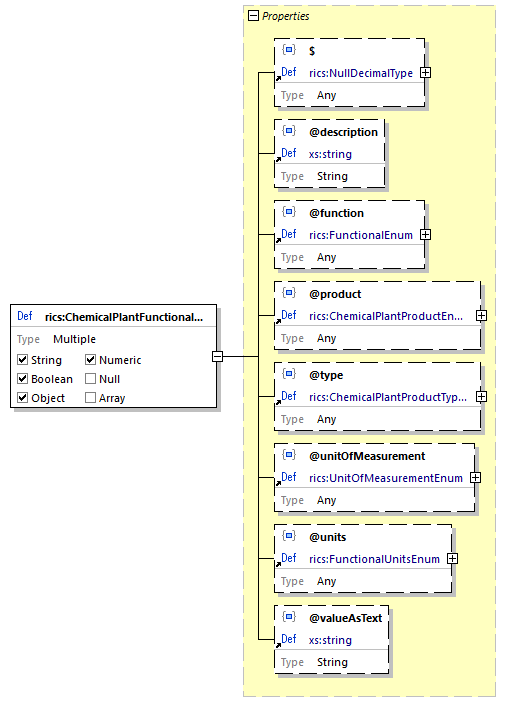 Properties
$
Def rics:NullDecimalType
Type Any
@description
Def xs:string
Type String
@function
Def rics:FunctionalEnum
Type Any
@product
Def rics:ChemicalPlantProductEn...
Type Any
Def rics:ChemicalPlantFunctional...
Type Multiple
String Numeric
Boolean Null
Object Array
@type
Def rics:ChemicalPlantProductTyp...
Type Any
@unitOfMeasurement
Def rics:UnitOfMeasurementEnum
Type Any
@units
Def rics:FunctionalUnitsEnum
Type Any
@valueAsText
Def xs:string
Type String